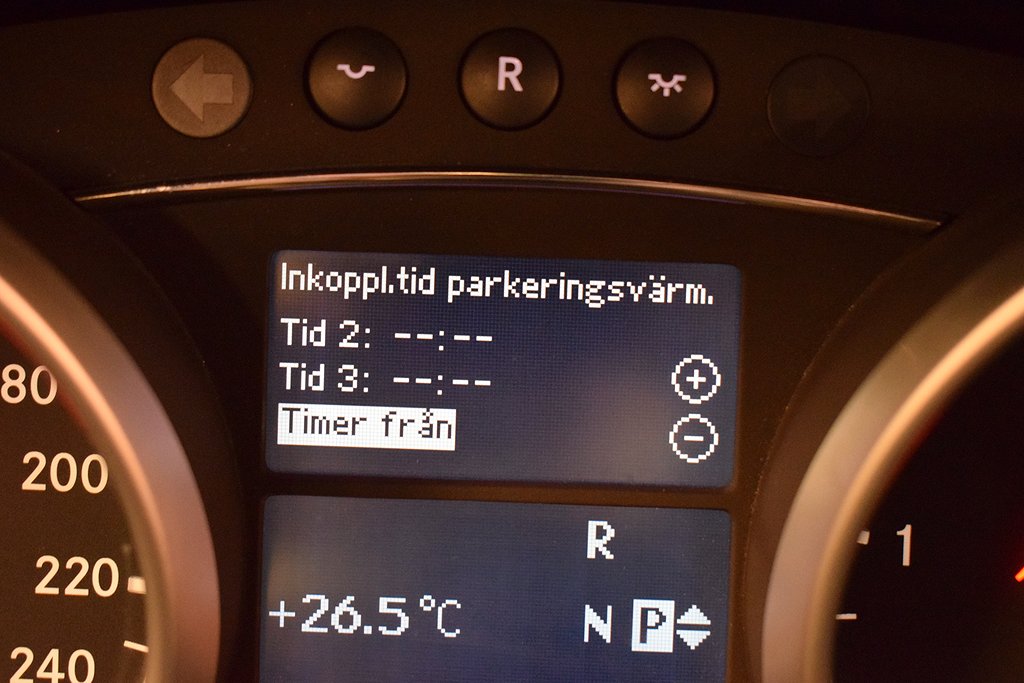 R
Inkoppl.tid parkeringsvärm.
Tid 2: --:--
Tid 3: --:--
Timer från
+
-
R
+26.5°C
N P
80
200
220
240
1